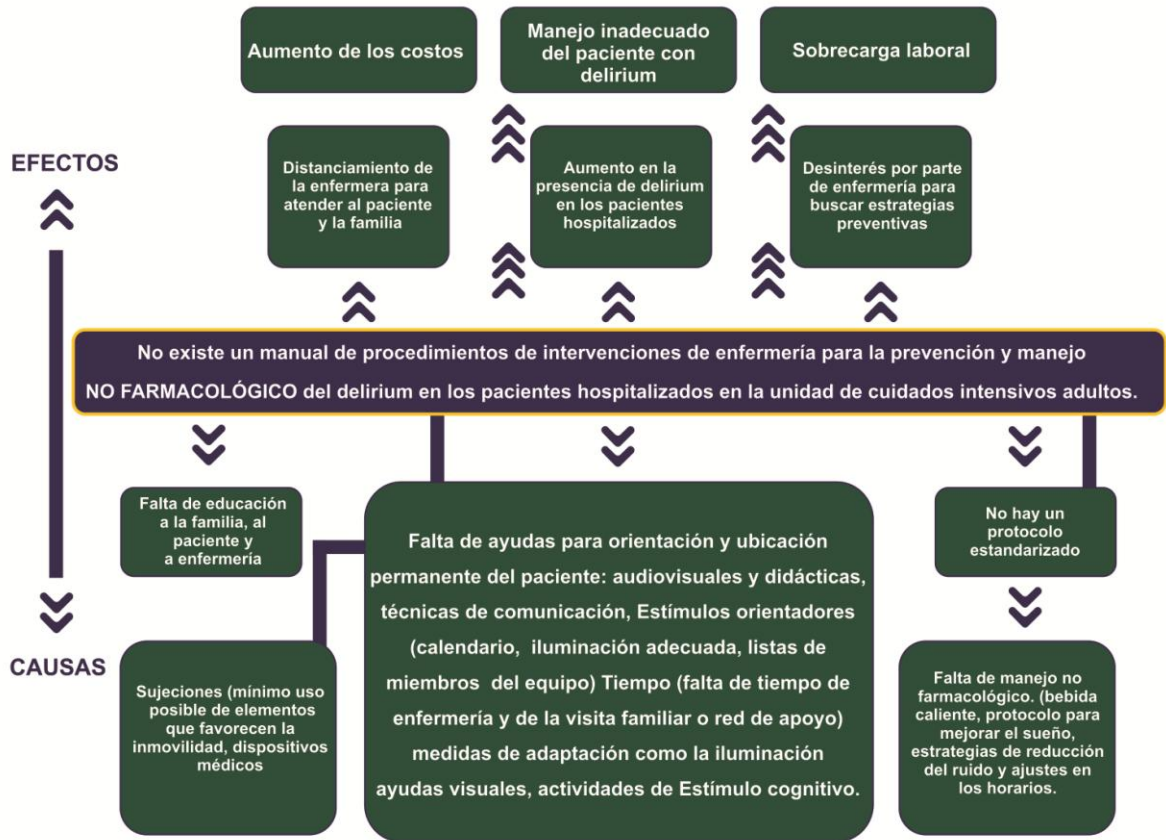 Aumento de los costos
Manejo inadecuado
del paciente con
delirium
Sobrecarga laboral
EFECTOS
Distanciamiento de
la enfermera para
atender al paciente
y la familia
Aumento en la
presencia de delirium
en los pacientes
hospitalizados
Desinterés por parte
de enfermería para
buscar estrategias
preventivas
No existe un manual de procedimientos de intervenciones de enfermería para la prevención y manejo
NO FARMACOLÓGICO del delirium en los pacientes hospitalizados en la unidad de cuidados intensivos adultos.
Falta de educación
a la familia, al
paciente y
a enfermería
Falta de ayudas para orientación y ubicación
permanente del paciente: audiovisuales y didácticas,
técnicas de comunicación, Estímulos orientadores
(calendario, iluminación adecuada, listas de
miembros del equipo) Tiempo (falta de tiempo de
enfermería y de la visita familiar o red de apoyo)
medidas de adaptación como la iluminación
ayudas visuales, actividades de Estímulo cognitivo.
No hay un
protocolo
estandarizado
CAUSAS
Sujeciones (mínimo uso
posible de elementos
que favorecen la
inmovilidad, dispositivos
médicos
Falta de manejo no
farmacológico. (bebida
caliente, protocolo para
mejorar el sueño,
estrategias de reducción
del ruido y ajustes en
los horarios.